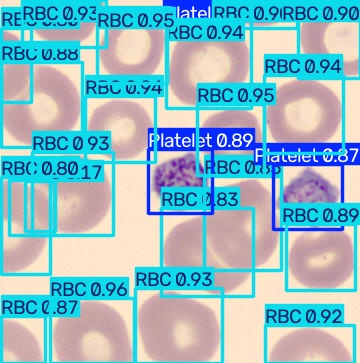 RBC 0.93
RBC 0.95
Platelet
RBC 0.90
RBC 0.90
RBC 0.94
RBC 0.88
RBC 0.94
RBC 0.94
RBC 0.95
RBC 0.93
Platelet 0.89
Platelet 0.87
RBC 0.80
RBC
RBC 0.83
RBC 0.89
RBC 0.96
RBC 0.93
RBC 0.87
RBC 0.92